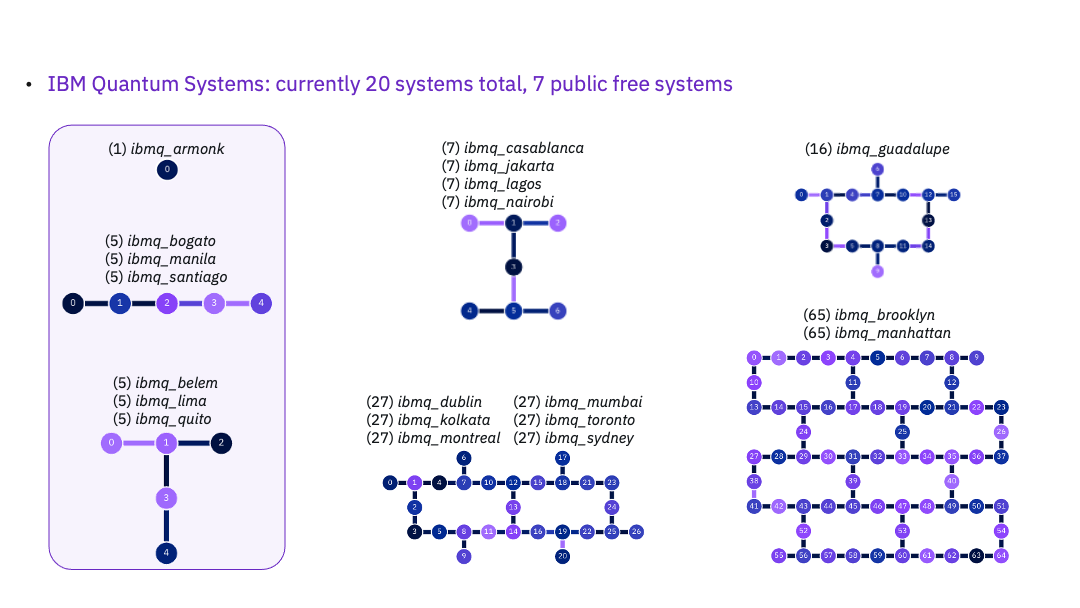 • IBM Quantum Systems: currently 20 systems total, 7 public free systems
(1) ibmq_armonk
0
(5) ibmq_bogato
(5) ibmq_manila
(5) ibmq_santiago
0 1 2 3 4
(5) ibmq_belem
(5) ibmq_lima
(5) ibmq_quito
0 1 2
3
4
(7) ibmq_casablanca
(7) ibmq_jakarta
(7) ibmq_lagos
(7) ibmq_nairobi
0 1 2
3
4 5 6
(27) ibmq_dublin (27) ibmq_mumbai
(27) ibmq_kolkata (27) ibmq_toronto
(27) ibmq_montreal (27) ibmq_sydney
6 17
0 1 4 7 10 12 15 18 21 23
2 13 24
3 5 8 11 14 16 19 22 25 26
9 20
(16) ibmq_guadalupe
6
0 1 4 7 10 12 15
2 13
3 5 8 11 14
9
(65) ibmq_brooklyn
(65) ibmq_manhattan
0 1 2 3 4 5 6 7 8 9
10 11 12
13 14 15 16 17 18 19 20 21 22 23
24 25 26
27 28 29 30 31 32 33 34 35 36 37
38 39 40
41 42 43 44 45 46 47 48 49 50 51
52 53 54
55 56 57 58 59 60 61 62 63 64